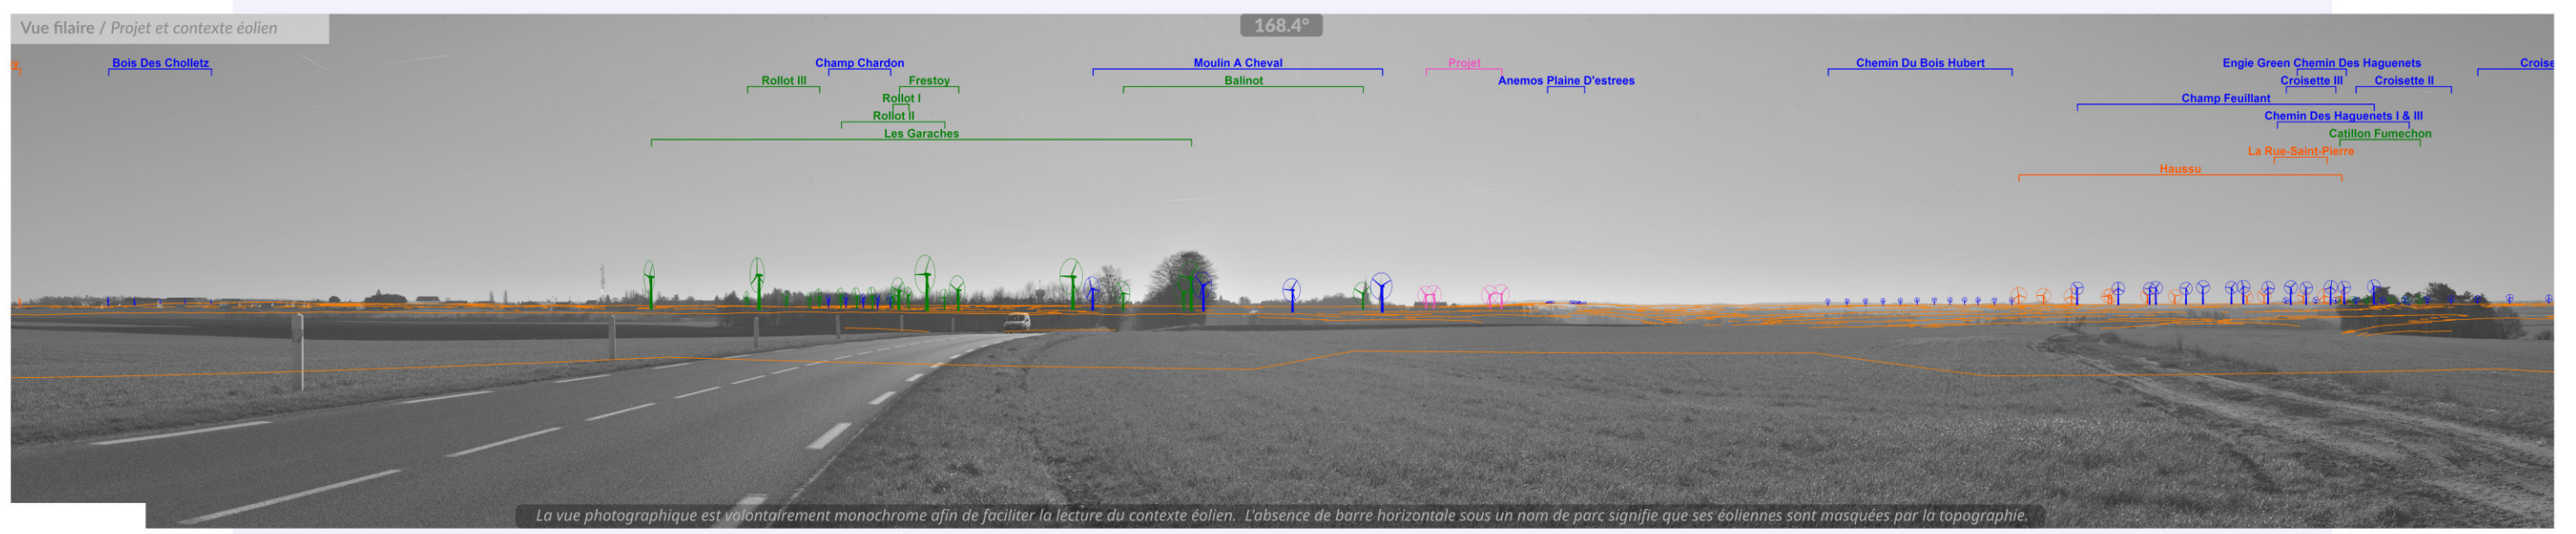 Vue filaire / Projet et contexte éolien
168.4°
y
Bois Des Cholletz
Champ Chardon
Moulin A Cheval
Projet
Chemin Du Bois Hubert
Engie Green Chemin Des Haguenets
Croise
Rollot III
Frestoy
Balinot
Anemos Plaine D'estrees
Croisette III
Croisette II
Rollot I
Champ Feuillant
Rollot II
Chemin Des Haguenets I & III
Les Garaches
Catillon Fumechon
La Rue-Saint-Pierre
Haussu
La vue photographique est volontairement monochrome afin de faciliter la lecture du contexte éolien. L'absence de barre horizontale sous un nom de parc signifie que ses éoliennes sont masquées par la topographie.